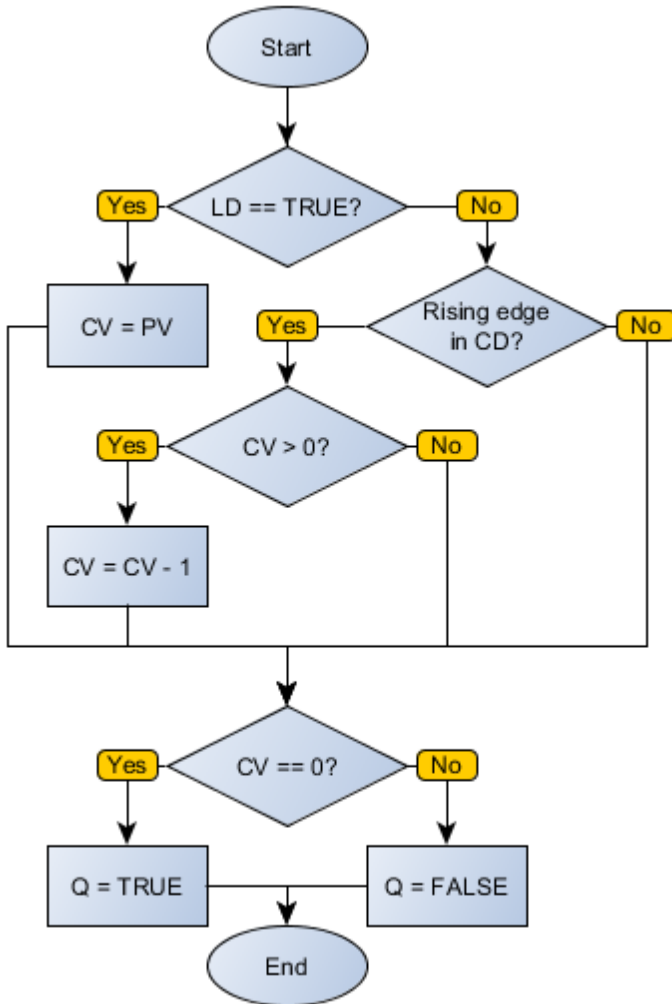 Start
LD == TRUE?
Yes
No
CV = PV
Rising edge
in CD?
Yes
No
CV > 0?
Yes
No
CV = CV - 1
CV == 0?
Yes
No
Q = TRUE
Q = FALSE
End